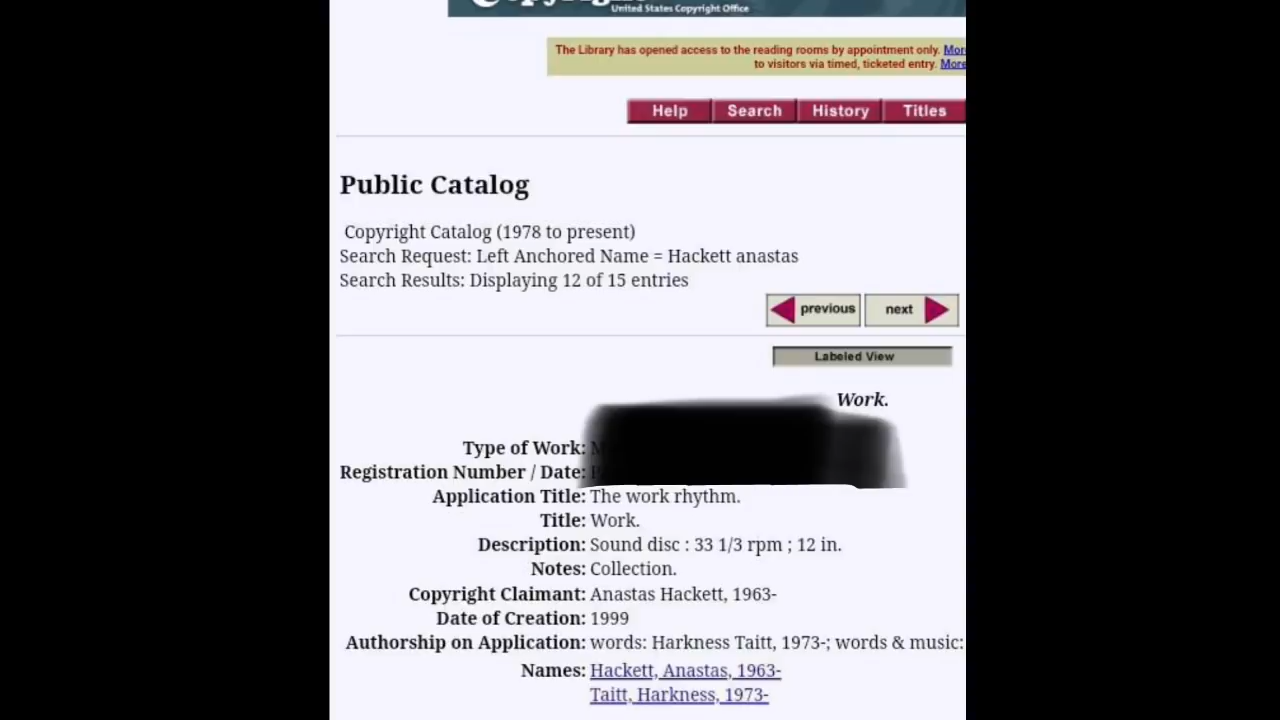 United States Copyright Office
The Library has opened access to the reading rooms by appointment only. More
to visitors via timed, ticketed entry. More
Help Search History Titles
Public Catalog
Copyright Catalog (1978 to present)
Search Request: Left Anchored Name = Hackett anastas
Search Results: Displaying 12 of 15 entries
previous next
Labeled View
Work.
Type of Work:
Registration Number / Date:
Application Title: The work rhythm.
Title: Work.
Description: Sound disc : 33 1/3 rpm ; 12 in.
Notes: Collection.
Copyright Claimant: Anastas Hackett, 1963-
Date of Creation: 1999
Authorship on Application: words: Harkness Taitt, 1973-; words & music:
Names: Hackett, Anastas, 1963-
Taitt, Harkness, 1973-